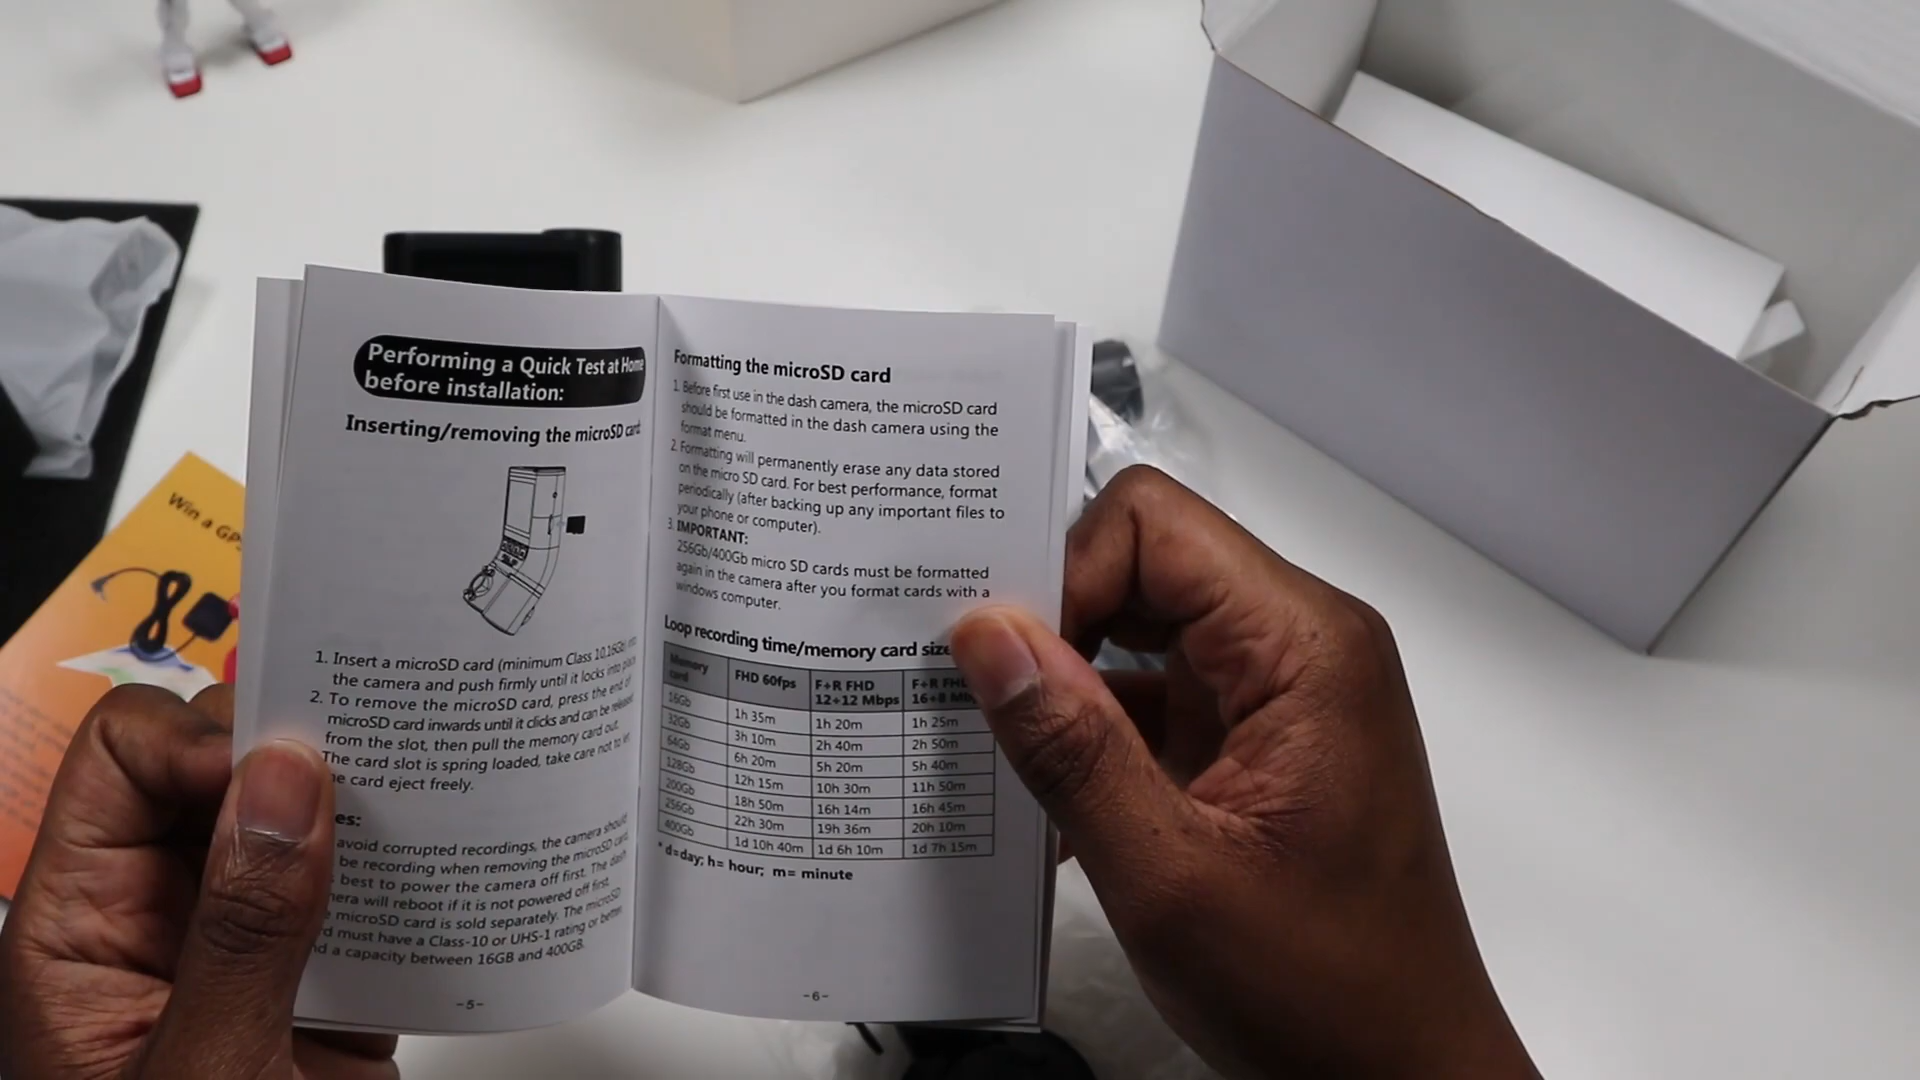 Win a GPS
Performing a Quick Test at Home
before installation:
Inserting/removing the microSD card
1. Insert a microSD card (minimum Class 10,16Gb) into
the camera and push firmly until it locks into place
2. To remove the microSD card, press the end of
microSD card inwards until it clicks and can be released
from the slot, then pull the memory card out.
The card slot is spring loaded, take care not to let
card eject freely.
es:
avoid corrupted recordings, the camera should
be recording when removing the microSD card
best to power the camera off first. The dash
will reboot if it is not powered off first.
microSD card is sold separately. The microSD
must have a Class-10 or UHS-1 rating or better,
a capacity between 16GB and 400GB.
-5-
Formatting the microSD card
1. Before first use in the dash camera, the microSD card
should be formatted in the dash camera using the
format menu.
2. Formatting will permanently erase any data stored
on the micro SD card. For best performance, format
periodically (after backing up any important files to
your phone or computer).
3. IMPORTANT:
256Gb/400Gb micro SD cards must be formatted
again in the camera after you format cards with a
windows computer.
Loop recording time/memory card size
Memory card FHD 60fps F+R FHD 12+12 Mbps F+R FHD 16+8 Mbps
16Gb 1h 35m 1h 20m 1h 25m
32Gb 3h 10m 2h 40m 2h 50m
64Gb 6h 20m 5h 20m 5h 40m
128Gb 12h 15m 10h 30m 11h 50m
200Gb 18h 50m 16h 14m 16h 45m
256Gb 22h 30m 19h 36m 20h 10m
400Gb 1d 10h 40m 1d 6h 10m 1d 7h 15m
* d=day; h= hour; m= minute
-6-